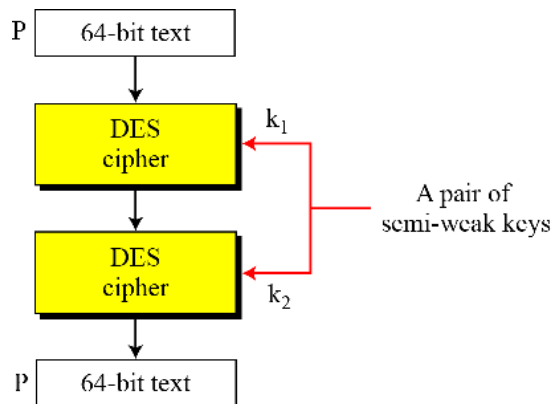 P 64-bit text
DES
cipher
k1
A pair of
semi-weak keys
DES
cipher
k2
P 64-bit text